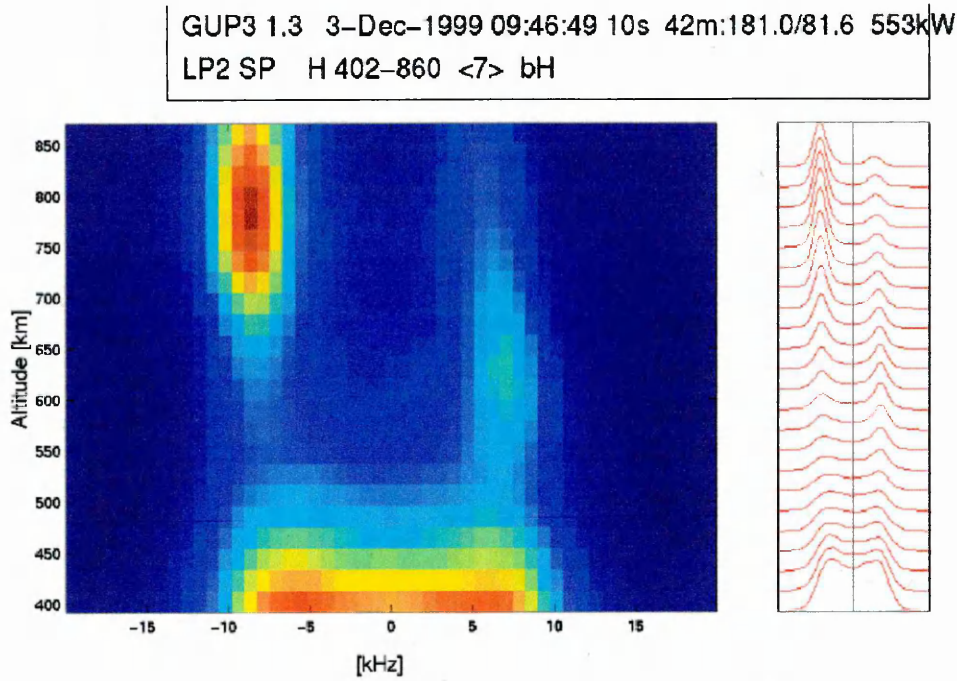 GUP3 1.3 3–Dec–1999 09:46:49 10s 42m:181.0/81.6 553kW
LP2 SP H 402–860 <7> bH
850
800
750
700
650
600
550
500
450
400
Altitude [km]
−15 −10 −5 0 5 10 15
[kHz]